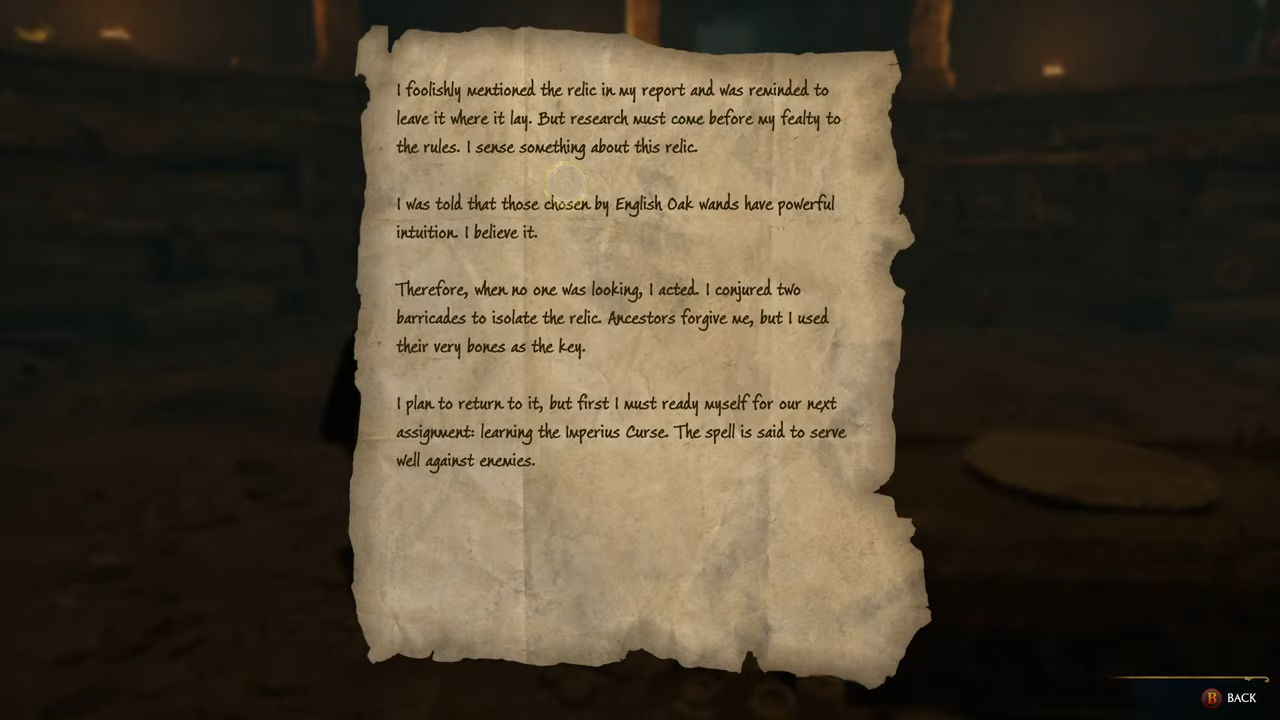 I foolishly mentioned the relic in my report and was reminded to
leave it where it lay. But research must come before my fealty to
the rules. I sense something about this relic.
I was told that those chosen by English Oak wands have powerful
intuition. I believe it.
Therefore, when no one was looking, I acted. I conjured two
barricades to isolate the relic. Ancestors forgive me, but I used
their very bones as the key.
I plan to return to it, but first I must ready myself for our next
assignment: learning the Imperius Curse. The spell is said to serve
well against enemies.
B BACK